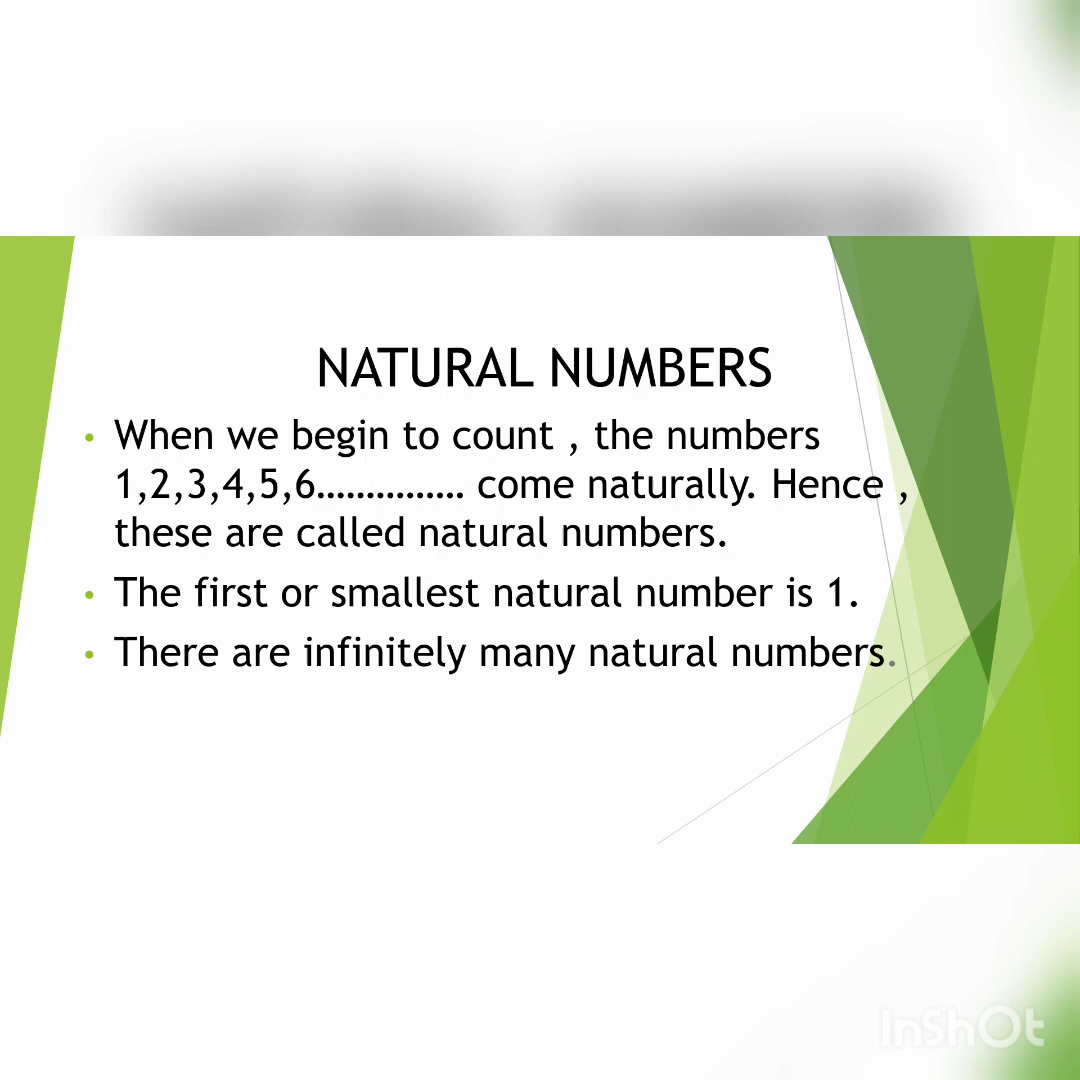 NATURAL NUMBERS
• When we begin to count , the numbers
1,2,3,4,5,6…………… come naturally. Hence ,
these are called natural numbers.
• The first or smallest natural number is 1.
• There are infinitely many natural numbers.
InShOt